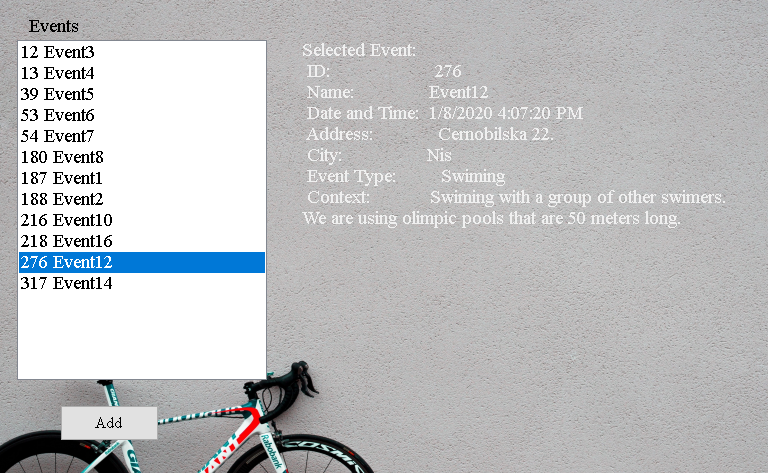 Events
12 Event3
13 Event4
39 Event5
53 Event6
54 Event7
180 Event8
187 Event1
188 Event2
216 Event10
218 Event16
276 Event12
317 Event14
Selected Event:
ID: 276
Name: Event12
Date and Time: 1/8/2020 4:07:20 PM
Address: Cernobilska 22.
City: Nis
Event Type: Swiming
Context: Swiming with a group of other swimers.
We are using olimpic pools that are 50 meters long.
Add
Rabobank
COSMIS